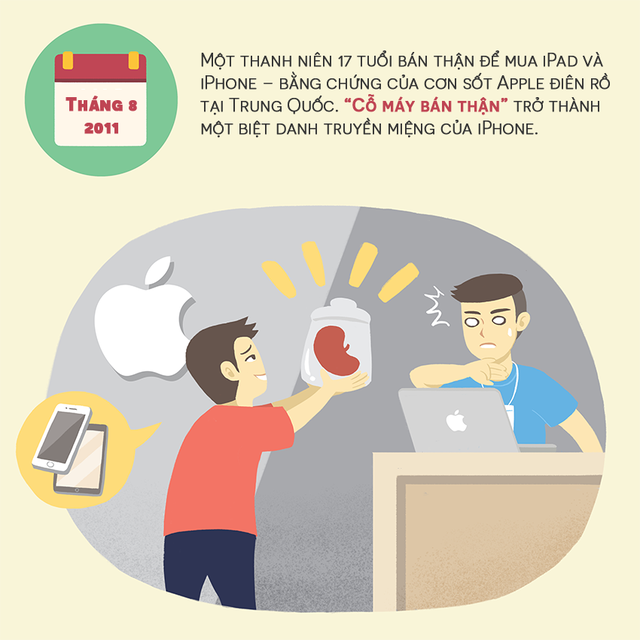 Tháng 8
2011
Một thanh niên 17 tuổi bán thận để mua iPad và
iPhone – bằng chứng của cơn sốt Apple điên rồ
tại Trung Quốc. “Cỗ máy bán thận” trở thành
một biệt danh truyền miệng của iPhone.